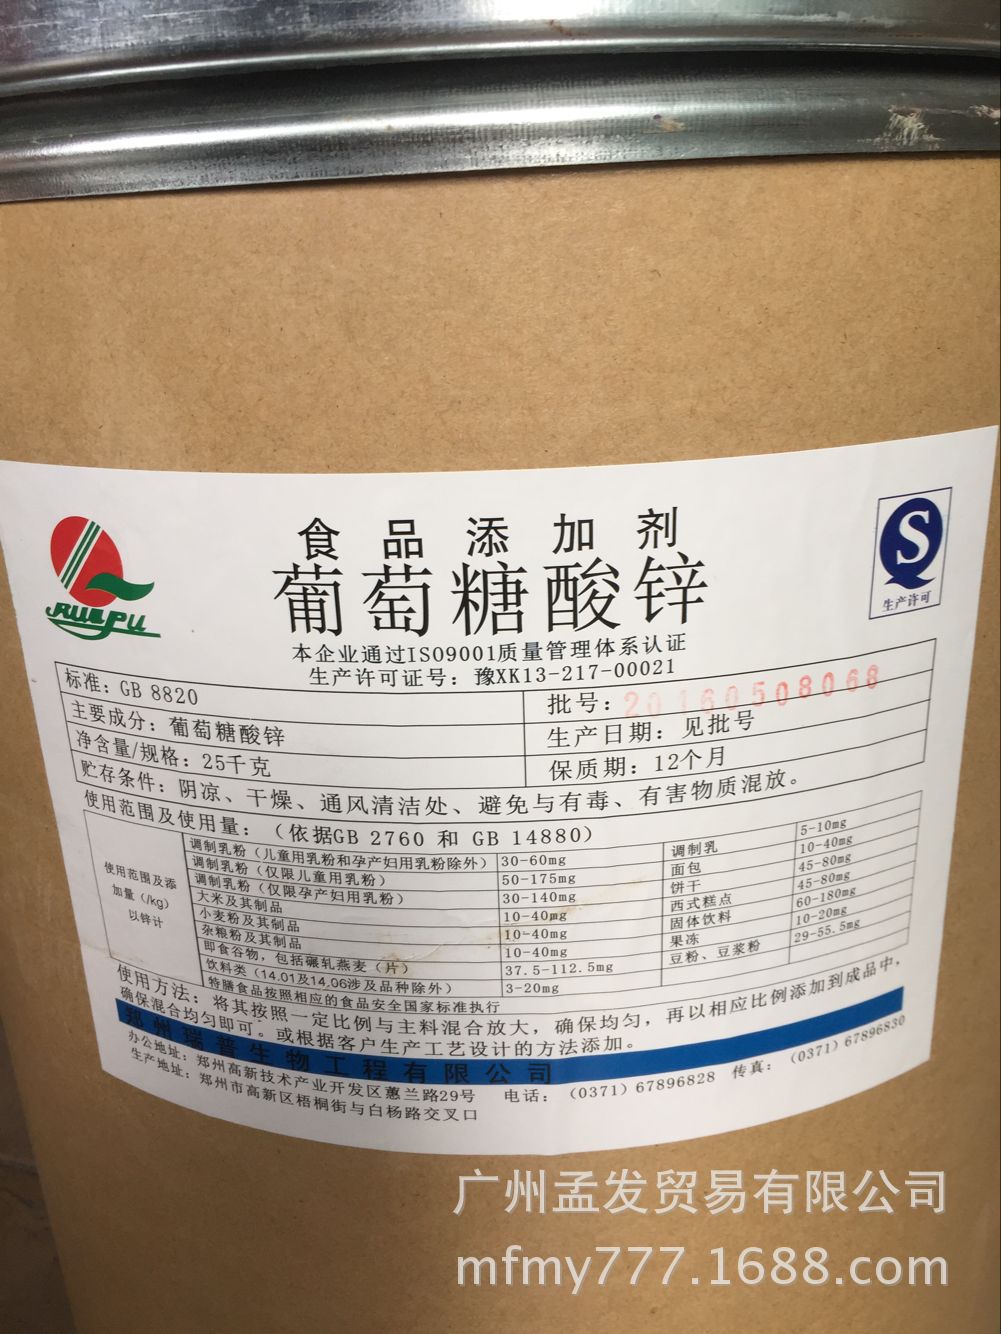 食品添加剂
葡萄糖酸锌
RUIPU
S
生产许可
本企业通过ISO9001质量管理体系认证
生产许可证号：豫XK13-217-00021
标准：GB 8820
批号：20160508068
主要成分：葡萄糖酸锌
生产日期：见批号
净含量/规格：25千克
保质期：12个月
贮存条件：阴凉、干燥、通风清洁处、避免与有毒、有害物质混放。
使用范围及使用量：（依据GB 2760 和 GB 14880）
使用范围及添加量（/kg）以锌计
调制乳粉（儿童用乳粉和孕产妇用乳粉除外） 30-60mg 调制乳 5-10mg
调制乳粉（仅限儿童用乳粉） 50-175mg 面包 10-40mg
调制乳粉（仅限孕产妇用乳粉） 30-140mg 饼干 45-80mg
大米及其制品 10-40mg 西式糕点 45-80mg
小麦粉及其制品 10-40mg 固体饮料 60-180mg
杂粮粉及其制品 10-40mg 果冻 10-20mg
即食谷物，包括碾轧燕麦（片） 37.5-112.5mg 豆粉、豆浆粉 29-55.5mg
饮料类（14.01及14.06涉及品种除外） 3-20mg
特膳食品按照相应的食品安全国家标准执行
使用方法：将其按照一定比例与主料混合放大，确保均匀，再以相应比例添加到成品中，
确保混合均匀即可。或根据客户生产工艺设计的方法添加。
郑州瑞普生物工程有限公司
办公地址：郑州高新技术产业开发区蕙兰路29号 电话：（0371）67896828 传真：（0371）67896830
生产地址：郑州市高新区梧桐街与白杨路交叉口
广州孟发贸易有限公司
mfmy777.1688.com